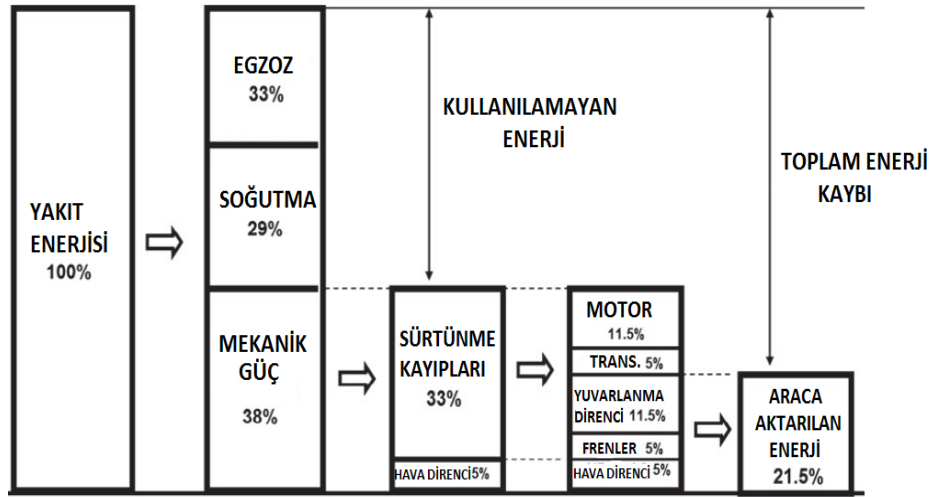 YAKIT
ENERJİSİ
100%
EGZOZ
33%
SOĞUTMA
29%
MEKANİK
GÜÇ
38%
KULLANILAMAYAN
ENERJİ
SÜRTÜNME
KAYIPLARI
33%
HAVA DİRENCİ5%
MOTOR
11.5%
TRANS. 5%
YUVARLANMA
DİRENCİ 11.5%
FRENLER 5%
HAVA DİRENCİ 5%
TOPLAM ENERJİ
KAYBI
ARACA
AKTARILAN
ENERJİ
21.5%